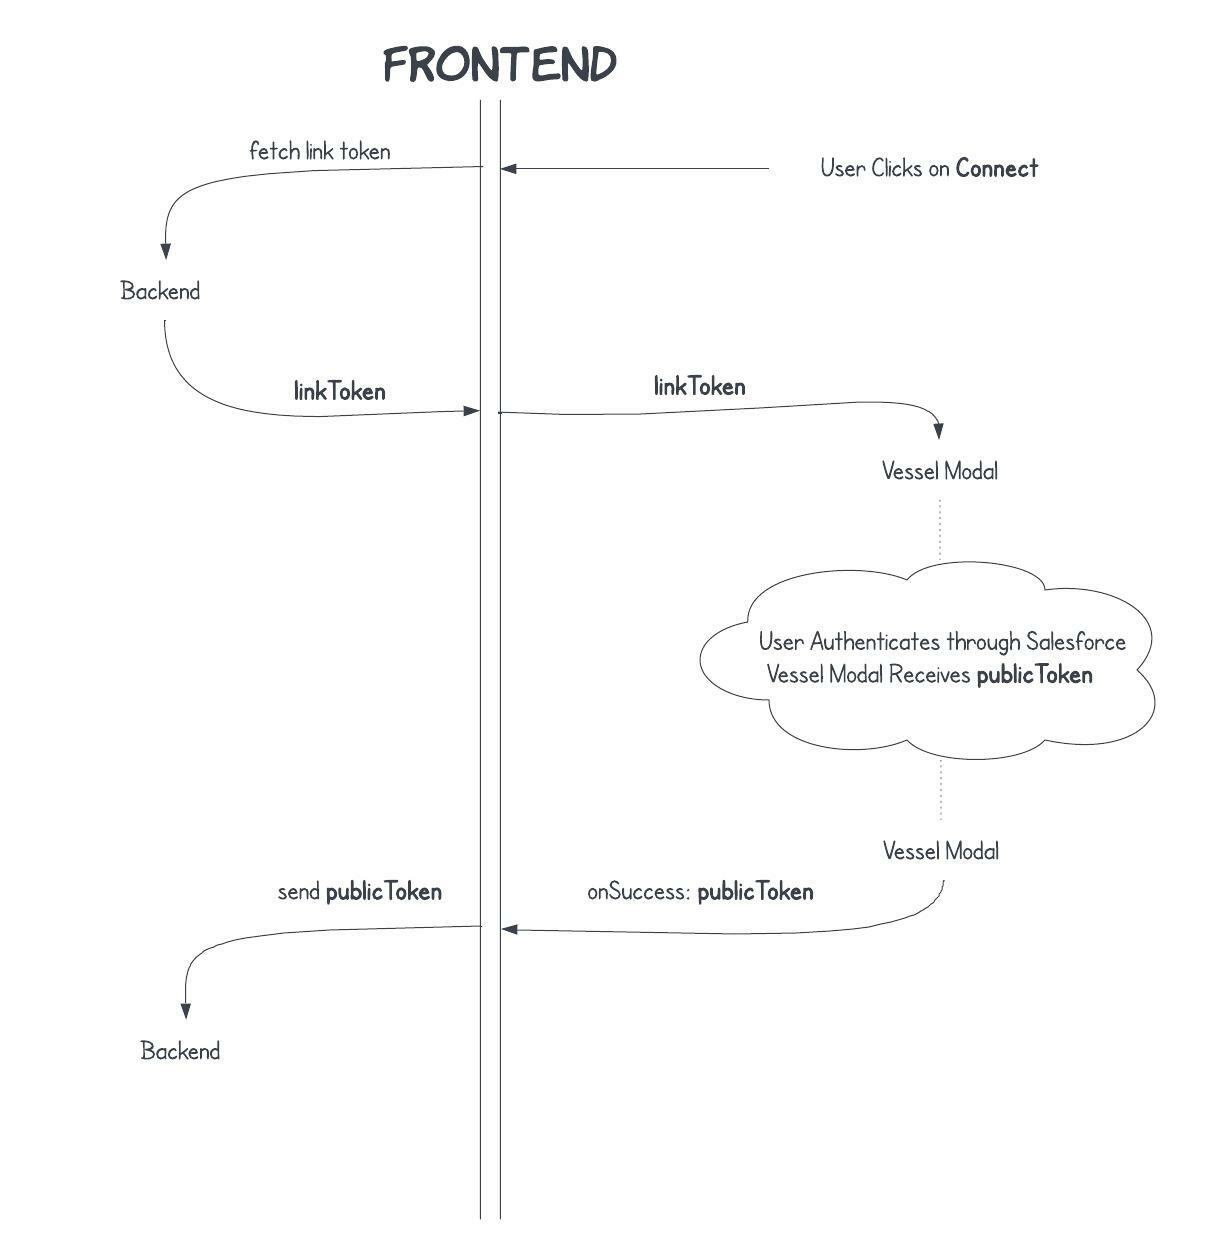 FRONTEND
fetch link token
User Clicks on Connect
Backend
linkToken
linkToken
Vessel Modal
User Authenticates through Salesforce
Vessel Modal Receives publicToken
Vessel Modal
send publicToken
onSuccess: publicToken
Backend